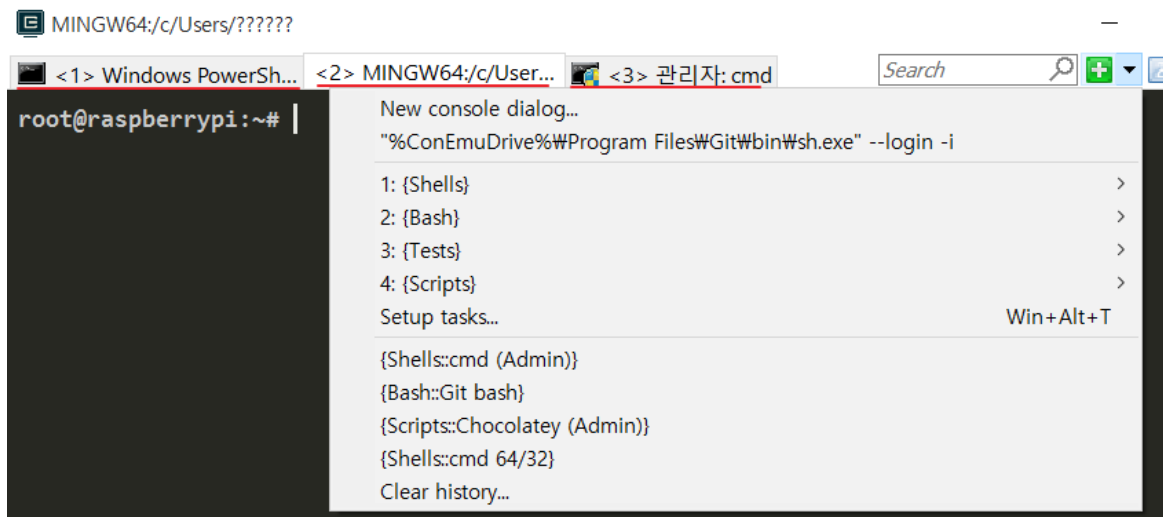 MINGW64:/c/Users/??????
<1> Windows PowerSh... <2> MINGW64:/c/User... <3> 관리자: cmd Search
root@raspberrypi:~#
New console dialog...
"%ConEmuDrive%₩Program Files₩Git₩bin₩sh.exe" --login -i
1: {Shells}
2: {Bash}
3: {Tests}
4: {Scripts}
Setup tasks... Win+Alt+T
{Shells::cmd (Admin)}
{Bash::Git bash}
{Scripts::Chocolatey (Admin)}
{Shells::cmd 64/32}
Clear history...